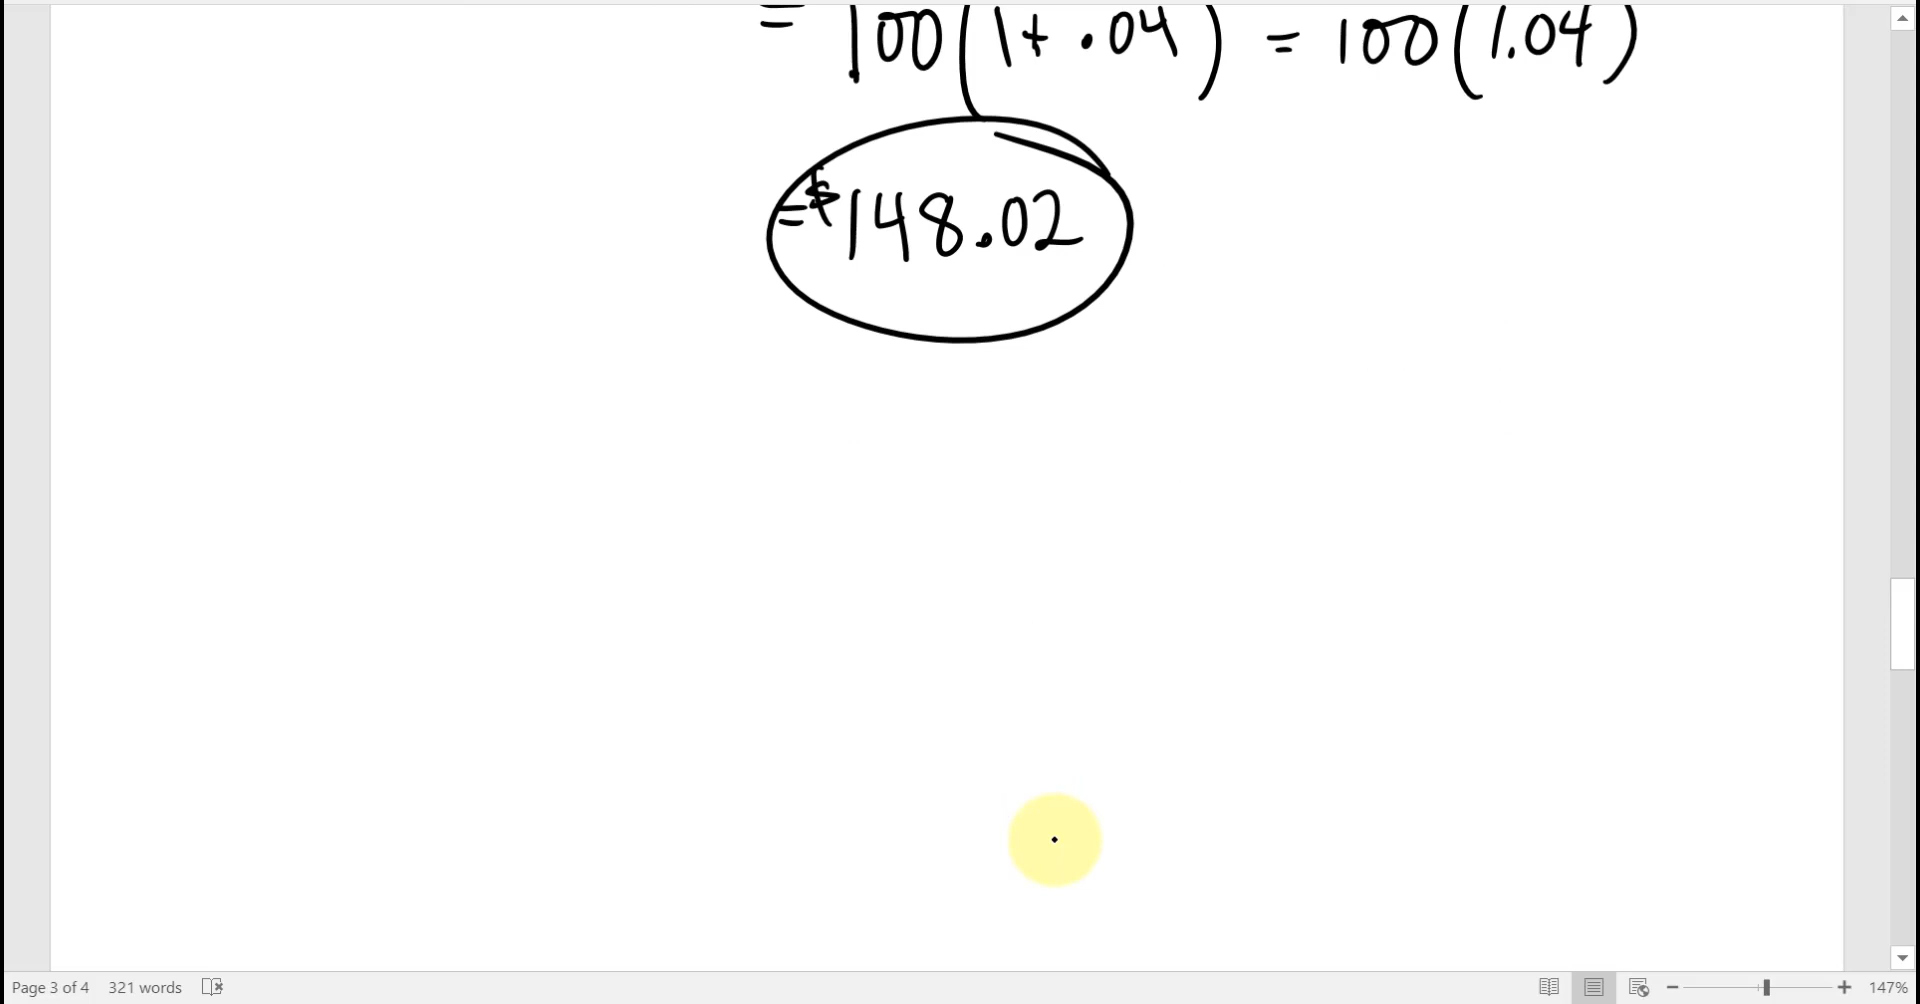 = 100(1+.04) = 100(1.04)
=$148.02
Page 3 of 4 321 words 147%